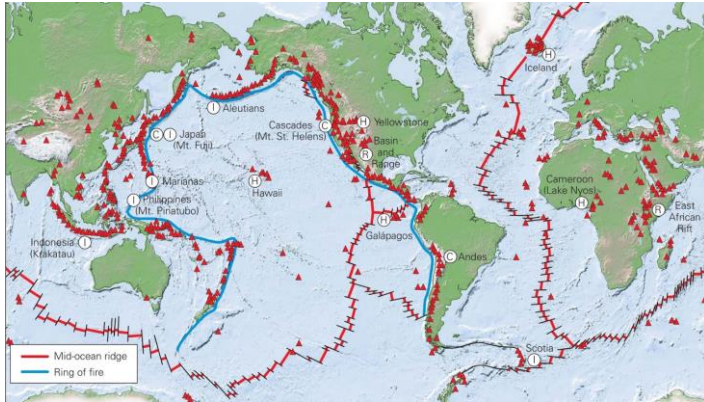 H
Iceland
I
Aleutians
Cascades
(Mt. St. Helens)
C
H
Yellowstone
Basin
and
Range
R
C
I
Japan
(Mt. Fuji)
I
Marianas
H
Hawaii
I
Philippines
(Mt. Pinatubo)
Indonesia
(Krakatau)
I
H
Galápagos
C
Andes
Cameroon
(Lake Nyos)
H
R
East
African
Rift
Scotia
I
Mid-ocean ridge
Ring of fire